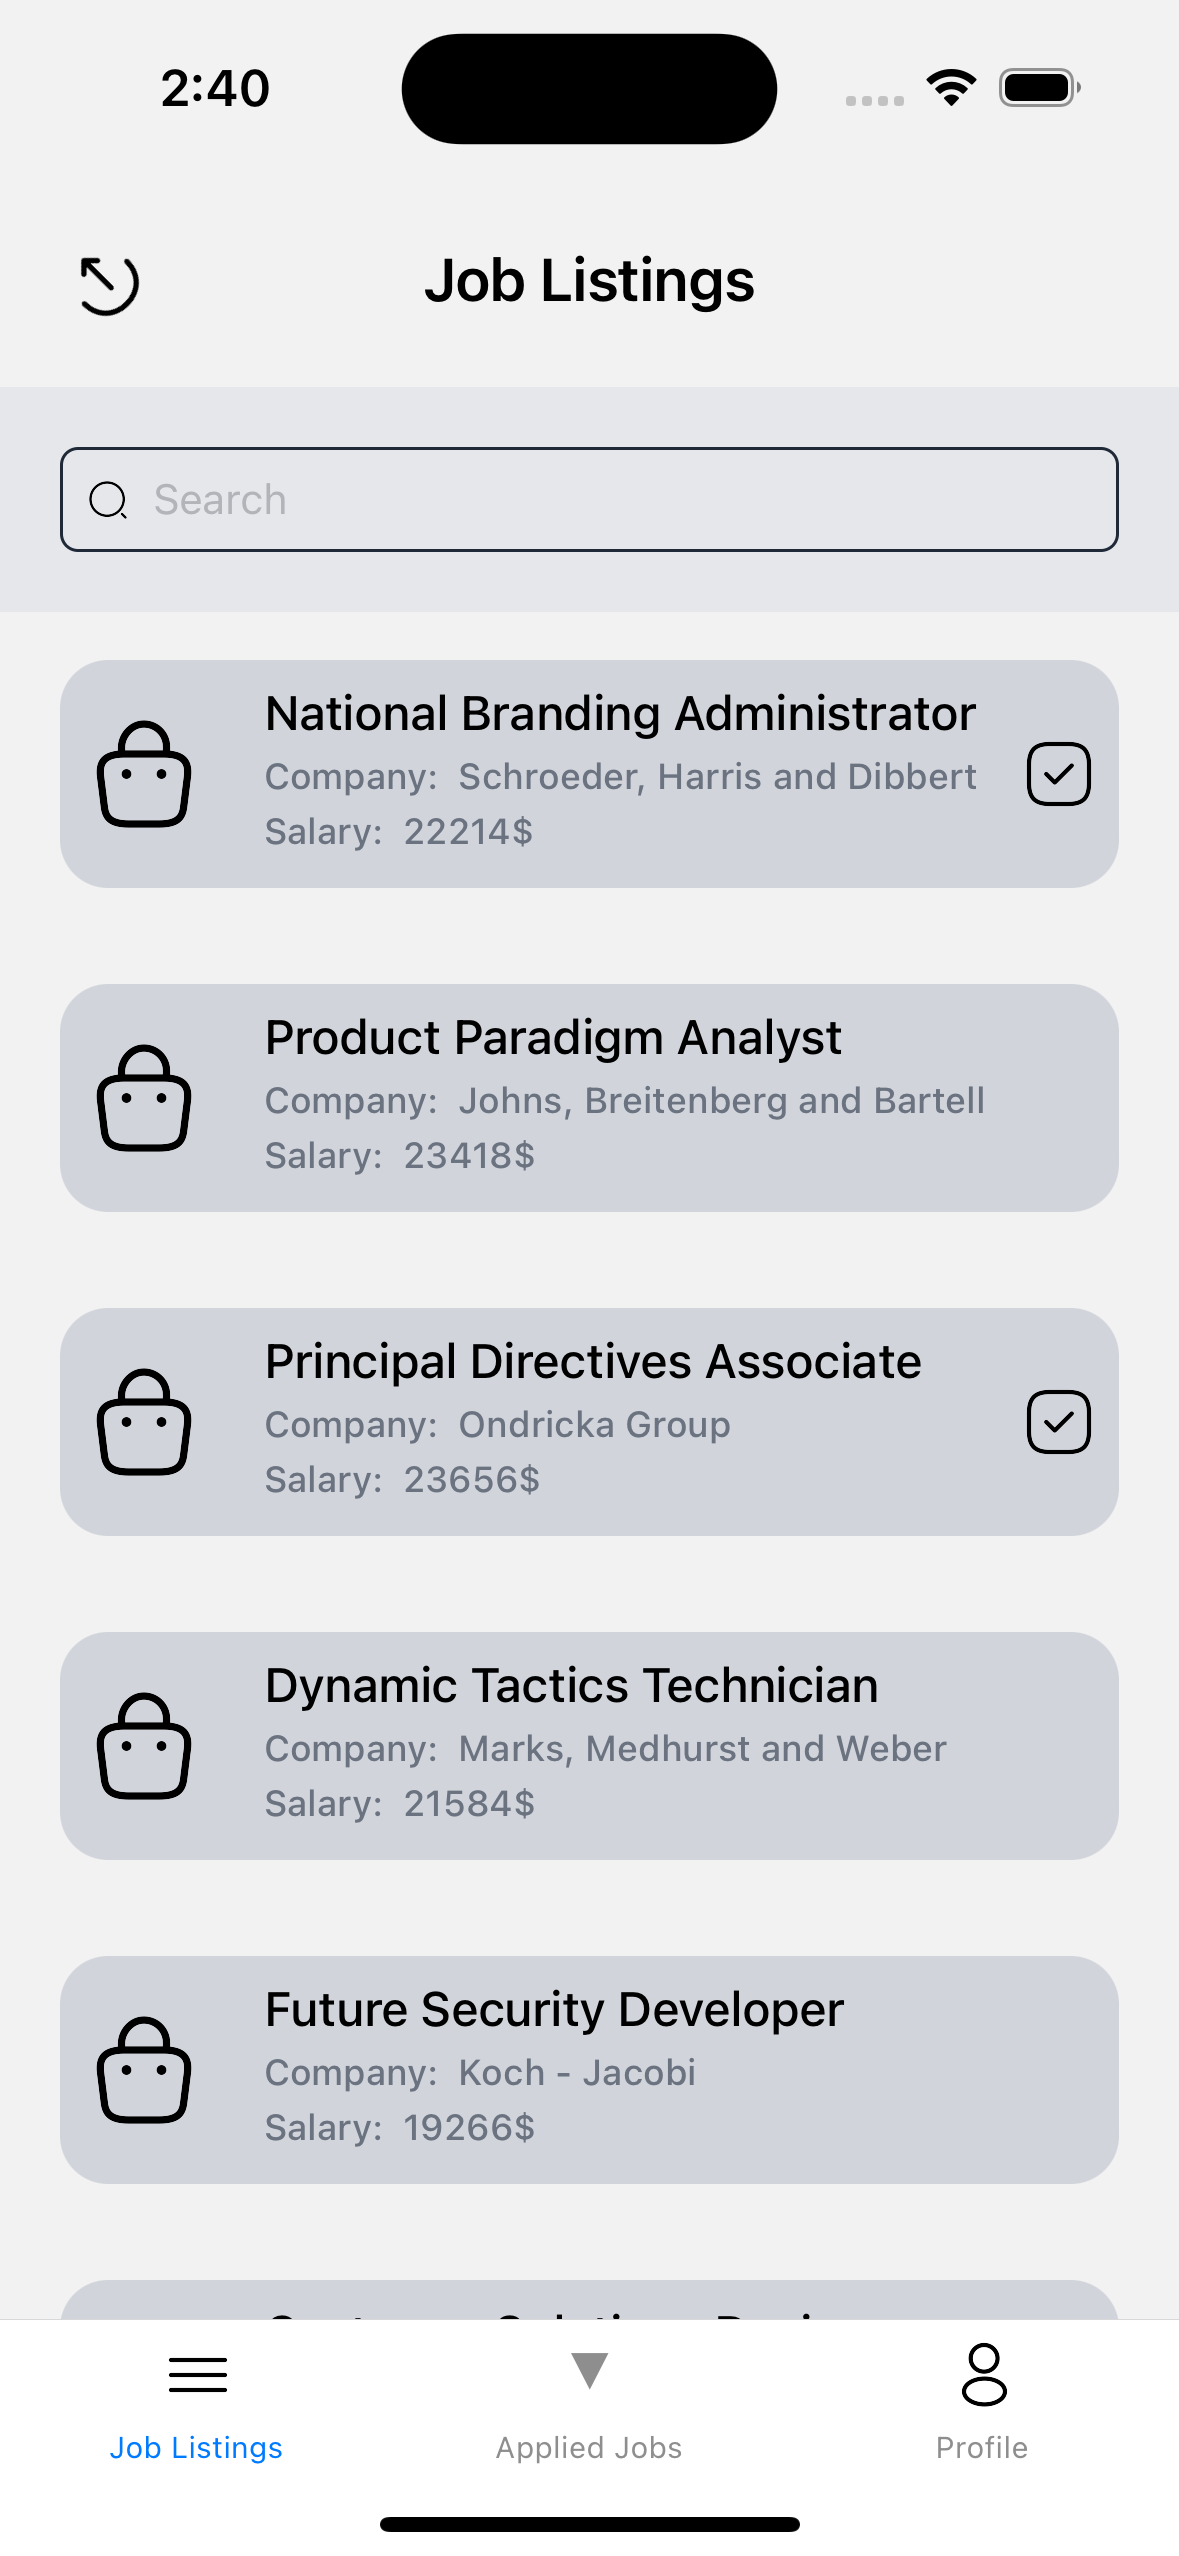 2:40
Job Listings
Search
National Branding Administrator
Company: Schroeder, Harris and Dibbert
Salary: 22214$
Product Paradigm Analyst
Company: Johns, Breitenberg and Bartell
Salary: 23418$
Principal Directives Associate
Company: Ondricka Group
Salary: 23656$
Dynamic Tactics Technician
Company: Marks, Medhurst and Weber
Salary: 21584$
Future Security Developer
Company: Koch - Jacobi
Salary: 19266$
Job Listings
Applied Jobs
Profile